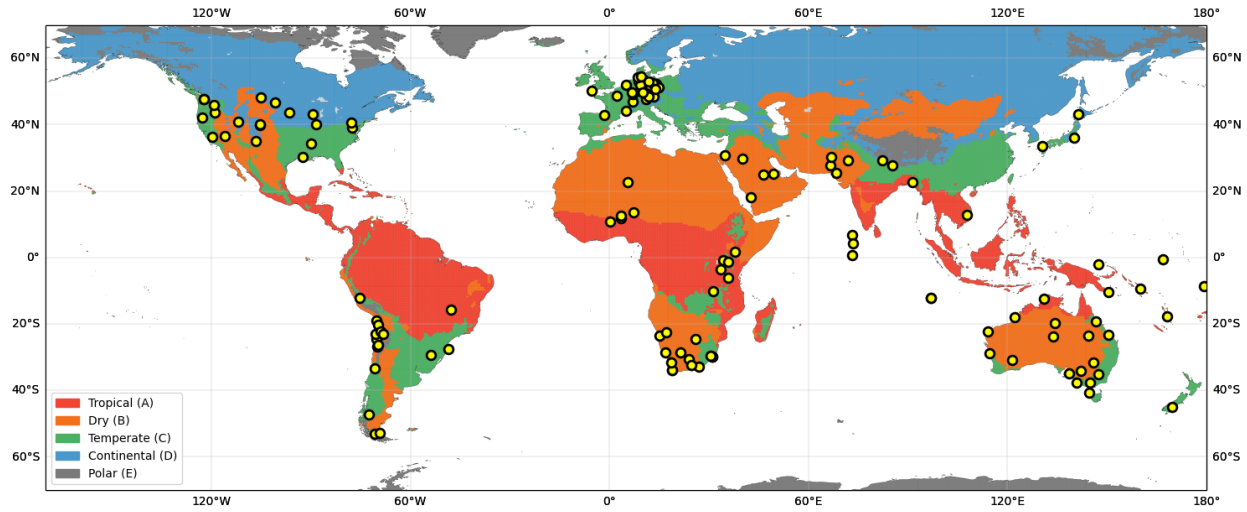 120°W 60°W 0° 60°E 120°E 180°
60°N 60°N
40°N 40°N
20°N 20°N
0° 0°
20°S 20°S
40°S 40°S
60°S 60°S
Tropical (A)
Dry (B)
Temperate (C)
Continental (D)
Polar (E)
120°W 60°W 0° 60°E 120°E 180°